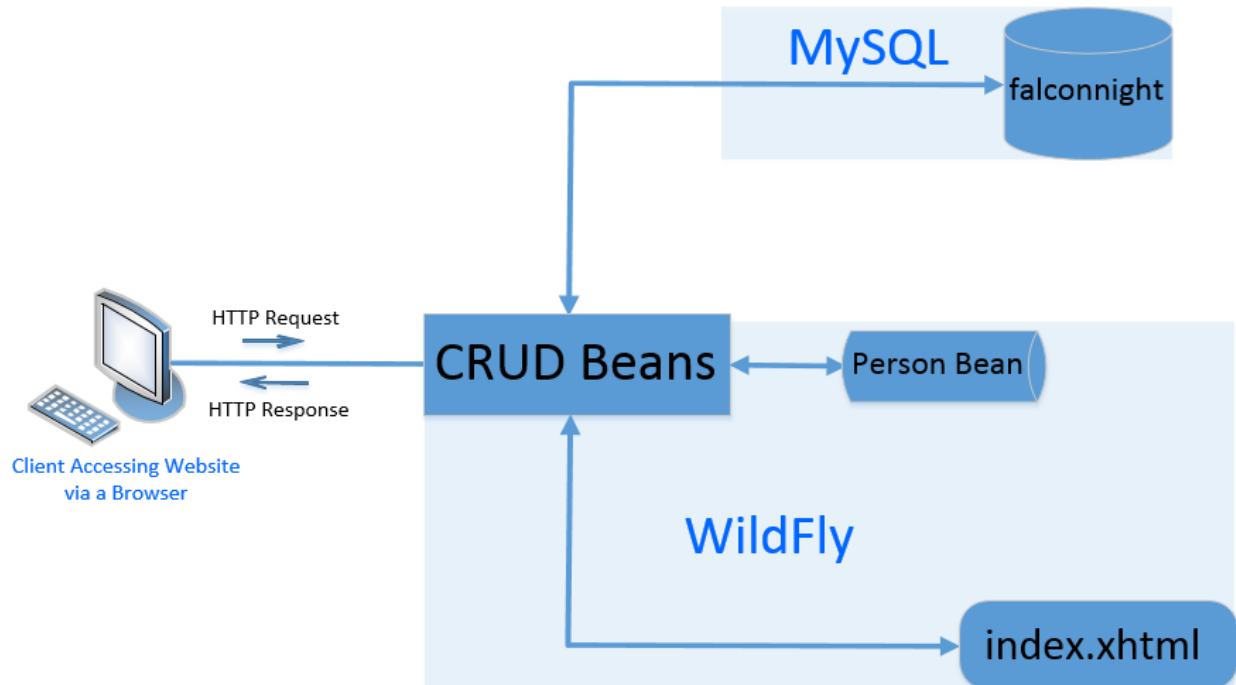 MySQL
falconnight
HTTP Request
CRUD Beans
Person Bean
HTTP Response
Client Accessing Website
via a Browser
WildFly
index.xhtml